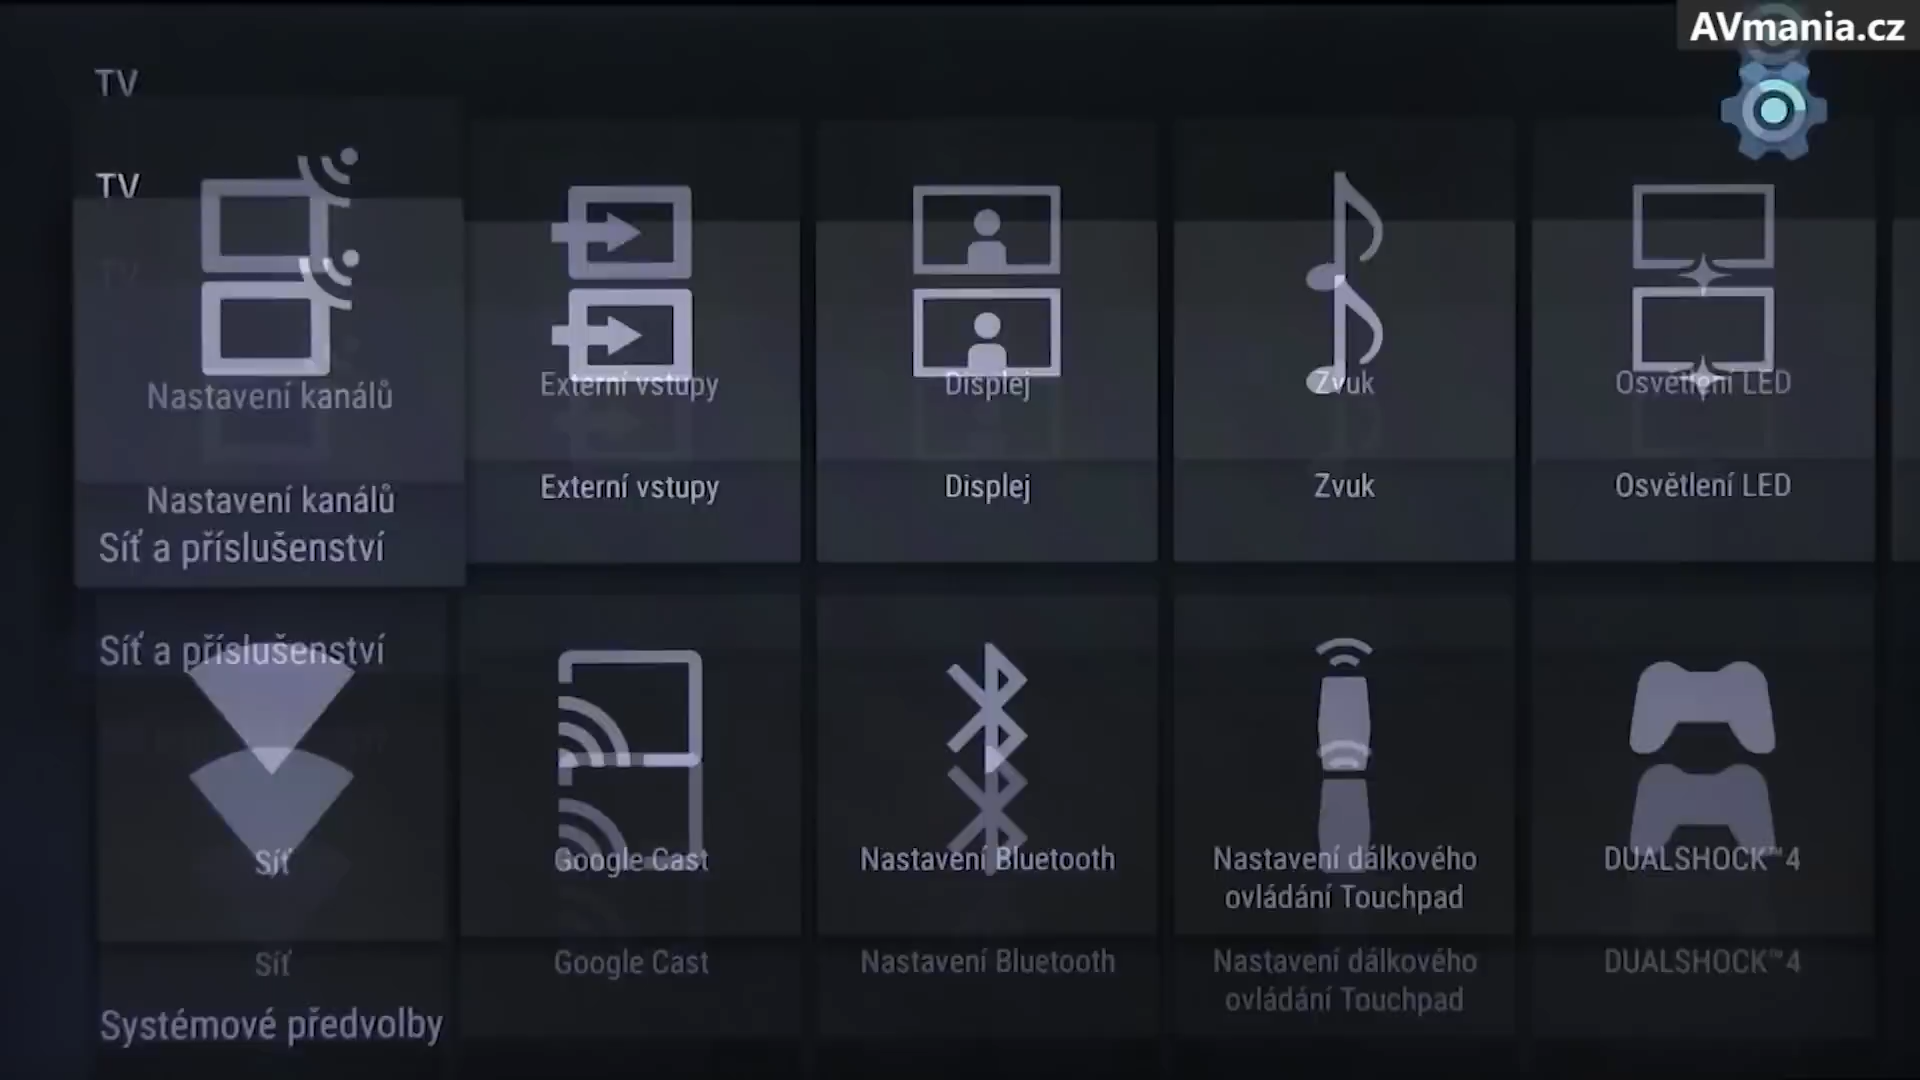 AVmania.cz
TV
TV
TV
Nastavení kanálů
Externí vstupy
Displej
Zvuk
Osvětlení LED
Nastavení kanálů
Externí vstupy
Displej
Zvuk
Osvětlení LED
Síť a příslušenství
Síť a příslušenství
Síť
Google Cast
Nastavení Bluetooth
Nastavení dálkového
ovládání Touchpad
DUALSHOCK™4
Síť
Google Cast
Nastavení Bluetooth
Nastavení dálkového
ovládání Touchpad
DUALSHOCK™4
Systémové předvolby